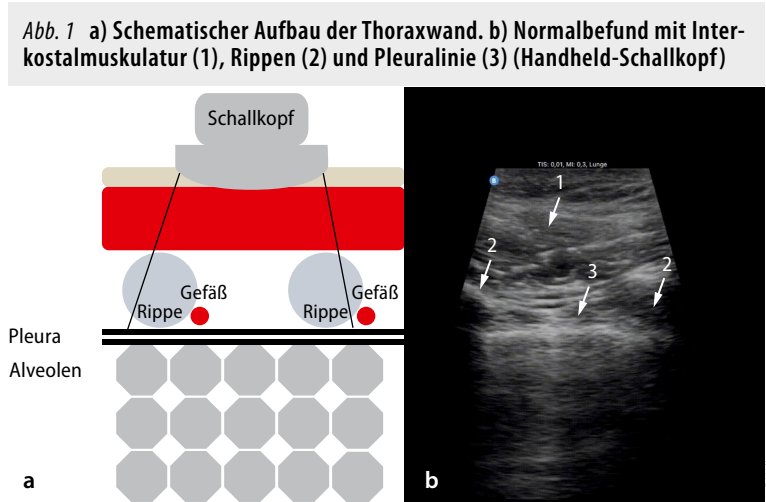 Abb. 1 a) Schematischer Aufbau der Thoraxwand. b) Normalbefund mit Inter-
kostalmuskulatur (1), Rippen (2) und Pleuralinie (3) (Handheld-Schallkopf)
Schallkopf
Gefäß
Gefäß
Rippe
Rippe
Pleura
Alveolen
a
TIS: 0,01, MI: 0,3, Lunge
1
2
3
2
b